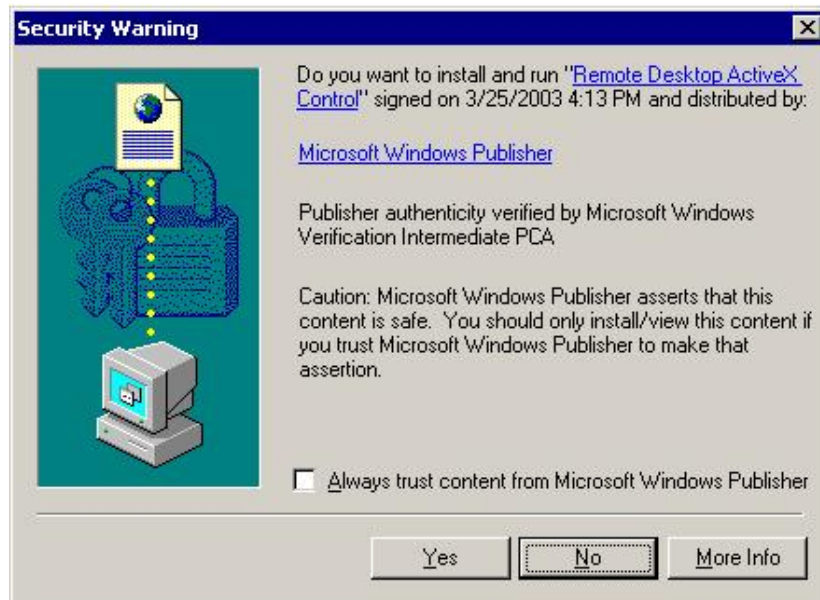 Security Warning
Do you want to install and run "Remote Desktop ActiveX
Control" signed on 3/25/2003 4:13 PM and distributed by:
Microsoft Windows Publisher
Publisher authenticity verified by Microsoft Windows
Verification Intermediate PCA
Caution: Microsoft Windows Publisher asserts that this
content is safe.  You should only install/view this content if
you trust Microsoft Windows Publisher to make that
assertion.
Always trust content from Microsoft Windows Publisher
Yes
No
More Info